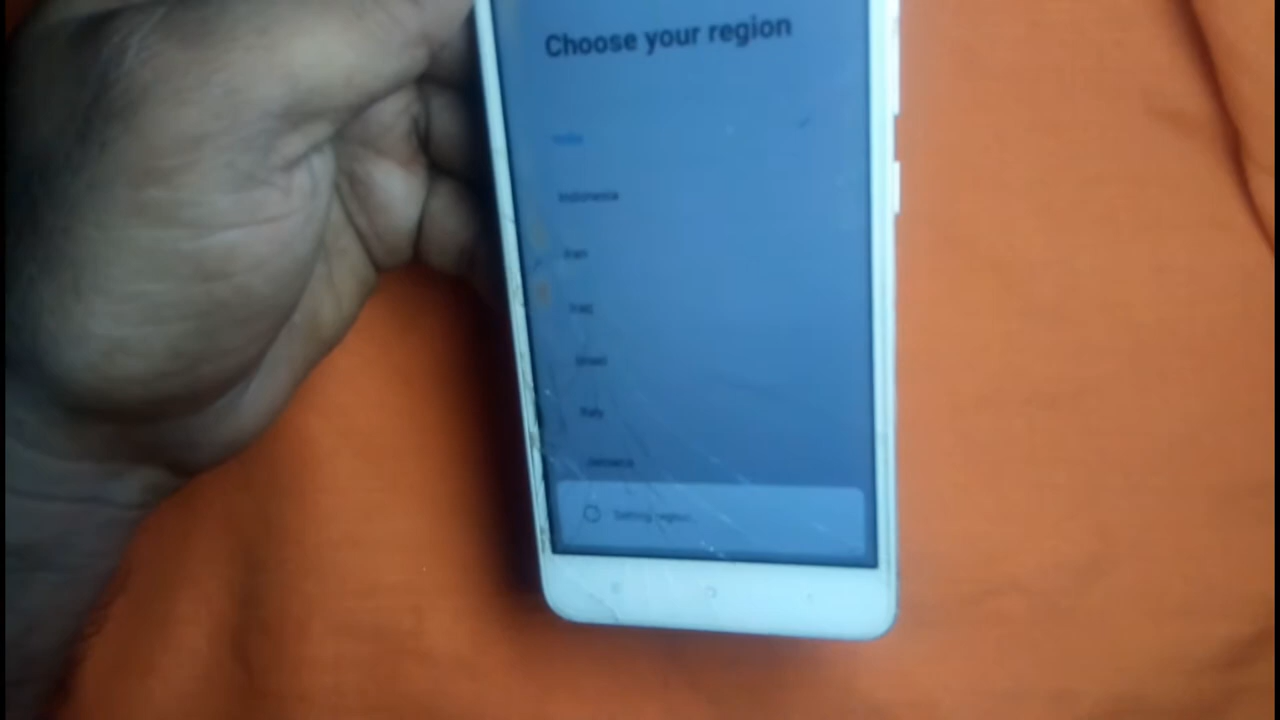 Choose your region
India
Indonesia
Iran
Iraq
Israel
Italy
Jamaica
Setting region...